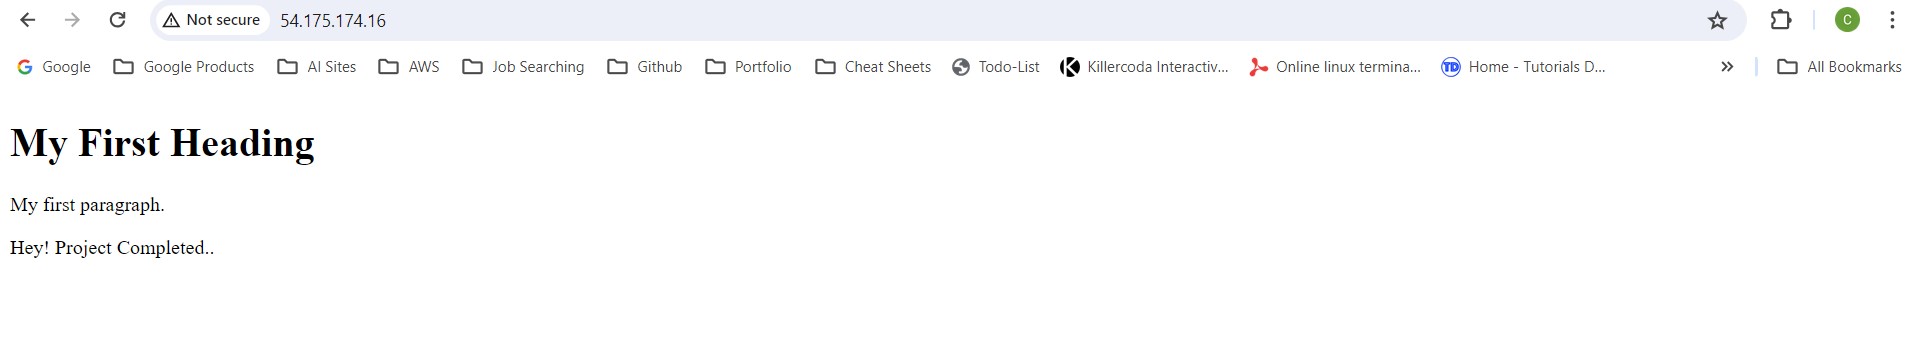 Not secure 54.175.174.16 C
Google Google Products AI Sites AWS Job Searching Github Portfolio Cheat Sheets Todo-List Killercoda Interactiv... Online linux termina... TD Home - Tutorials D... All Bookmarks
My First Heading
My first paragraph.
Hey! Project Completed..